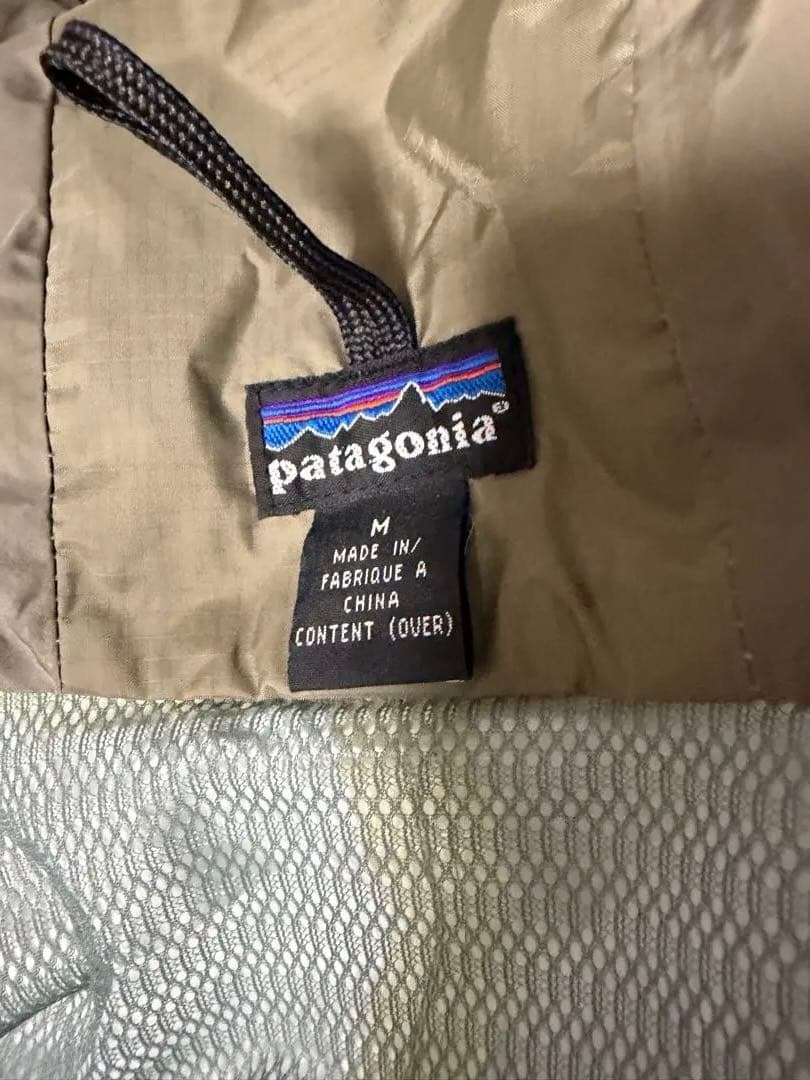 patagonia®
M
MADE IN/
FABRIQUE A
CHINA
CONTENT (OVER)